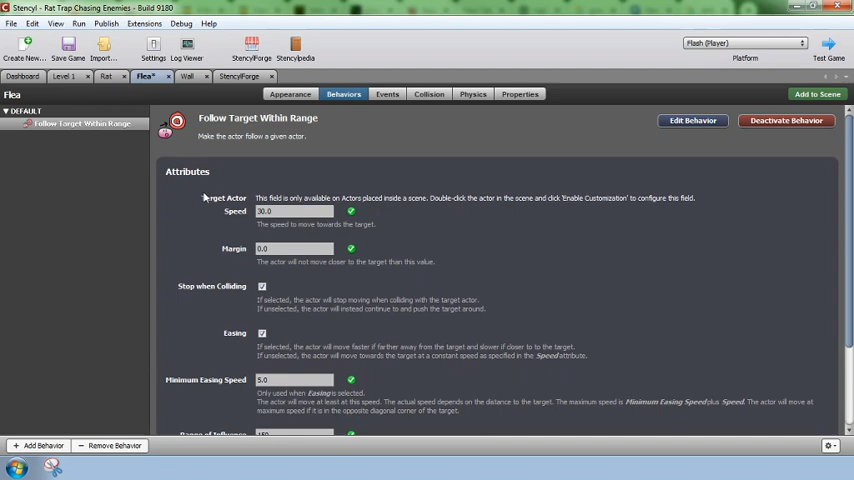 Stencyl - Rat Trap Chasing Enemies - Build 9180
File Edit View Run Publish Extensions Debug Help
Create New... Save Game Import... Settings Log Viewer StencylForge Stencylpedia
Flash (Player)
Platform Test Game
Dashboard Level 1 Rat Flea* Wall StencylForge
Flea Appearance Behaviors Events Collision Physics Properties Add to Scene
DEFAULT
Follow Target Within Range
Follow Target Within Range
Edit Behavior Deactivate Behavior
Make the actor follow a given actor.
Attributes
Target Actor This field is only available on Actors placed inside a scene. Double-click the actor in the scene and click 'Enable Customization' to configure this field.
Speed 30.0
The speed to move towards the target.
Margin 0.0
The actor will not move closer to the target than this value.
Stop when Colliding
If selected, the actor will stop moving when colliding with the target actor.
If unselected, the actor will instead continue to and push the target around.
Easing
If selected, the actor will move faster if farther away from the target and slower if closer to to the target.
If unselected, the actor will move towards the target at a constant speed as specified in the Speed attribute.
Minimum Easing Speed 5.0
Only used when Easing is selected.
The actor will move at least at this speed. The actual speed depends on the distance to the target. The maximum speed is Minimum Easing Speed plus Speed. The actor will move at
maximum speed if it is in the opposite diagonal corner of the target.
Range of Influence 150
+ Add Behavior − Remove Behavior